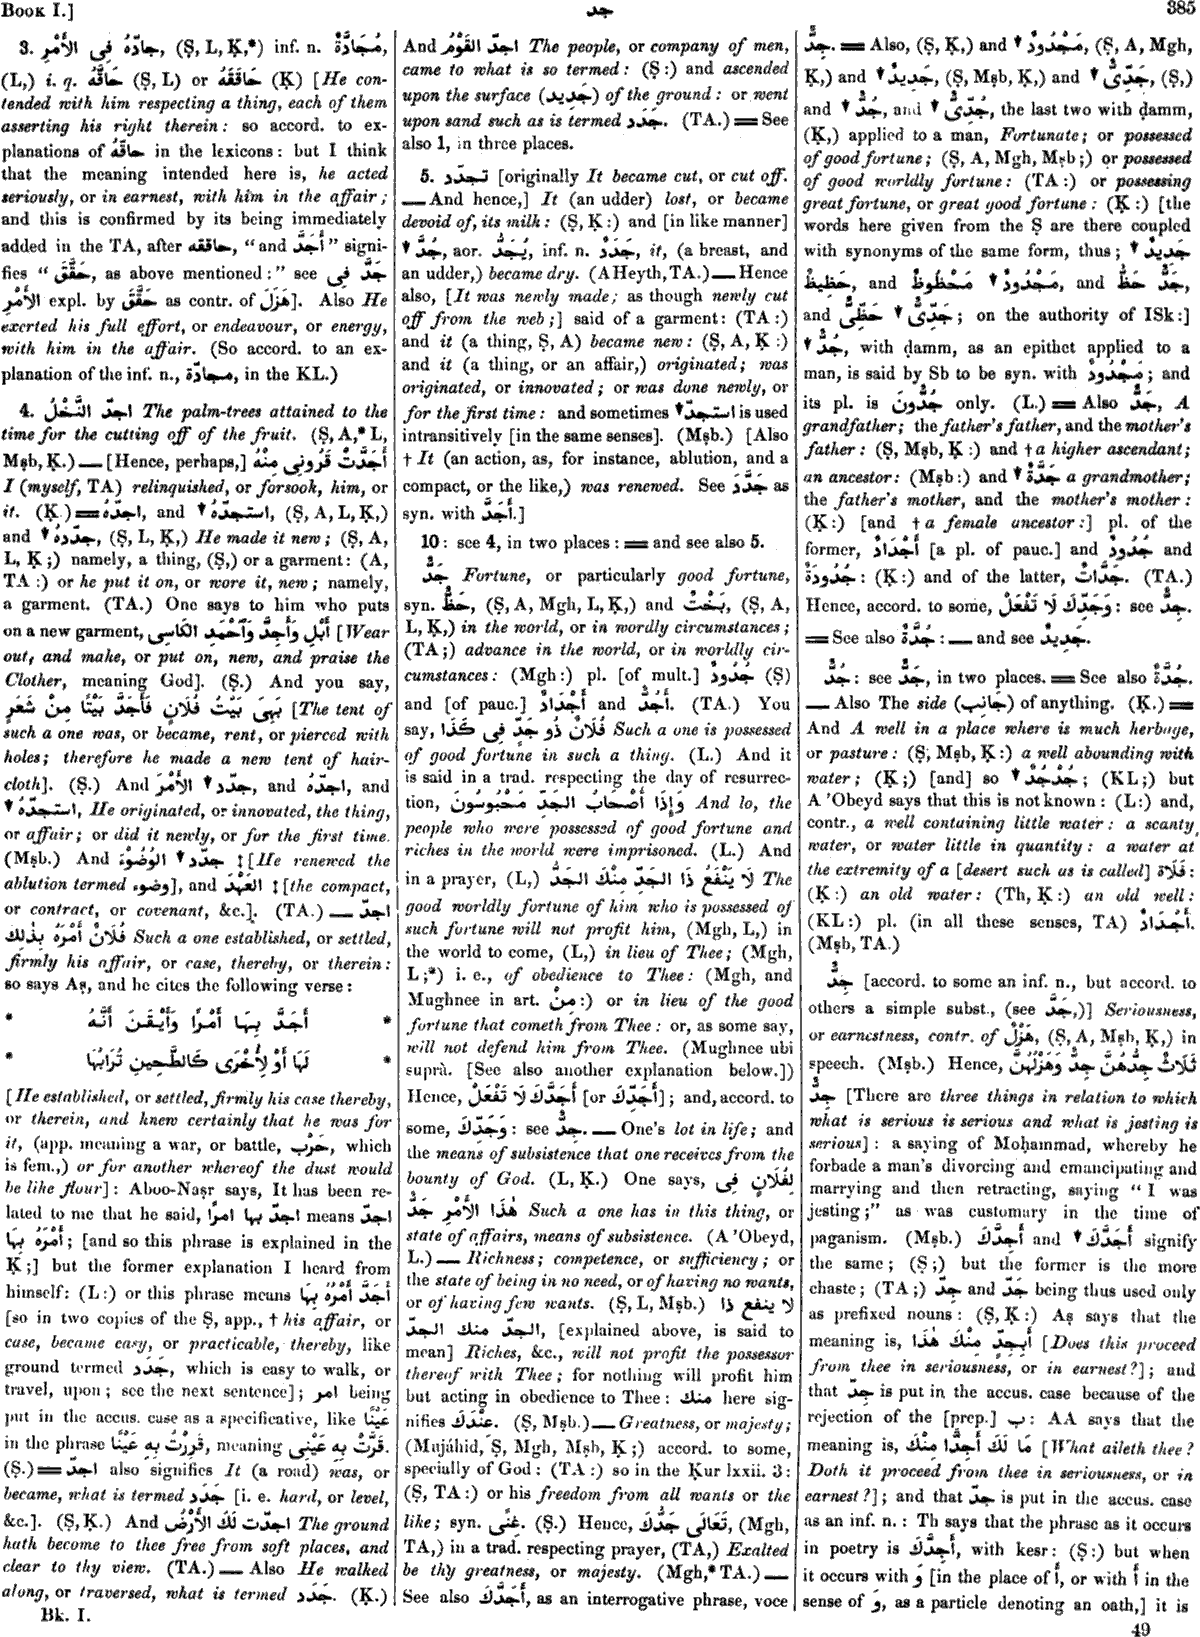 Book I.]
جد
385
3. جادّهُ فِى الأَمْرِ, (Ṣ, L, Ḳ,*) inf. n. مُجَادَّةٌ,
(L,) i. q. حَاقَّهُ (Ṣ, L) or حَاقَقَهُ (Ḳ) [He con-
tended with him respecting a thing, each of them
asserting his right therein: so accord. to ex-
planations of حاقّهُ in the lexicons: but I think
that the meaning intended here is, he acted
seriously, or in earnest, with him in the affair;
and this is confirmed by its being immediately
added in the TA, after حاققه, “and أَجَدَّ” signi-
fies “حَقَّقَ, as above mentioned:” see جَدَّ فِى
الأَمْرِ expl. by حَقَّقَ as contr. of هَزَلَ]. Also He
exerted his full effort, or endeavour, or energy,
with him in the affair. (So accord. to an ex-
planation of the inf. n., مجادّة, in the KL.)
4. اجدّ النَّخْلُ The palm-trees attained to the
time for the cutting off of the fruit. (Ṣ, A,* L,
Mṣb, Ḳ.) — [Hence, perhaps,] أَجَدَّتْ قَرُونِى مِنْهُ
I (myself, TA) relinquished, or forsook, him, or
it. (Ḳ.) = اجدّهُ, and ▾ استجدّهُ, (Ṣ, A, L, Ḳ,)
and ▾ جدّدهُ, (Ṣ, L, Ḳ,) He made it new; (Ṣ, A,
L, Ḳ;) namely, a thing, (Ṣ,) or a garment: (A,
TA:) or he put it on, or wore it, new; namely,
a garment. (TA.) One says to him who puts
on a new garment, أَبْلِ وَأَجِدَّ وَٱحْمَدِ الكَاسِى [Wear
out, and make, or put on, new, and praise the
Clother, meaning God]. (Ṣ.) And you say,
بَهِىَ بَيْتُ فُلَانٍ فَأَجَدَّ بَيْتًا مِنْ شَعَرٍ [The tent of
such a one was, or became, rent, or pierced with
holes; therefore he made a new tent of hair-
cloth]. (Ṣ.) And جدّد ▾ الأَمْرَ, and اجدّهُ, and
▾ استجدّهُ, He originated, or innovated, the thing,
or affair; or did it newly, or for the first time.
(Mṣb.) And جدّد ▾ الوُضُوْءَ ‡ [He renewed the
ablution termed وضوء], and العَهْدَ ‡ [the compact,
or contract, or covenant, &c.]. (TA.) — اجدّ
فُلَانٌ أَمْرَهُ بِذٰلِكَ Such a one established, or settled,
firmly his affair, or case, thereby, or therein:
so says Aṣ, and he cites the following verse:
* أَجَدَّ بِهَا أَمْرًا وَأَيْقَنَ أَنَّهُ *
* لَهَا أَوْ لِأُخْرَى كَالطَّحِينِ تُرَابُهَا *
[He established, or settled, firmly his case thereby,
or therein, and knew certainly that he was for
it, (app. meaning a war, or battle, حَرْب, which
is fem.,) or for another whereof the dust would
be like flour]: Aboo-Naṣr says, It has been re-
lated to me that he said, اجدّ بها امرًا means اجدّ
أَمْرَهُ بِهَا; [and so this phrase is explained in the
Ḳ;] but the former explanation I heard from
himself: (L:) or this phrase means أَجَدَّ أَمْرُهُ بِهَا
[so in two copies of the Ṣ, app., † his affair, or
case, became easy, or practicable, thereby, like
ground termed جَدَد, which is easy to walk, or
travel, upon; see the next sentence]; امر being
put in the accus. case as a specificative, like عَيْنًا
in the phrase قَرِرْتُ بِهِ عَيْنًا, meaning قَرَّتْ بِهِ عَيْنِى.
(Ṣ.) = اجدّ also signifies It (a road) was, or
became, what is termed جَدَد [i. e. hard, or level,
&c.]. (Ṣ, Ḳ.) And اجدّت لَكَ الأَرْضُ The ground
hath become to thee free from soft places, and
clear to thy view. (TA.) — Also He walked
along, or traversed, what is termed جَدَد. (Ḳ.)
Bk. I.
And اجدّ القَوْمُ The people, or company of men,
came to what is so termed: (Ṣ:) and ascended
upon the surface (جَدِيد) of the ground: or went
upon sand such as is termed جَدَد. (TA.) = See
also 1, in three places.
5. تجدّد [originally It became cut, or cut off.
— And hence,] It (an udder) lost, or became
devoid of, its milk: (Ṣ, Ḳ:) and [in like manner]
▾ جُدَّ, aor. يُجَدُّ, inf. n. جَدَدٌ, it, (a breast, and
an udder,) became dry. (AHeyth, TA.) — Hence
also, [It was newly made; as though newly cut
off from the web;] said of a garment: (TA:)
and it (a thing, Ṣ, A) became new: (Ṣ, A, Ḳ:)
and it (a thing, or an affair,) originated; was
originated, or innovated; or was done newly, or
for the first time: and sometimes ▾ استجدّ is used
intransitively [in the same senses]. (Mṣb.) [Also
† It (an action, as, for instance, ablution, and a
compact, or the like,) was renewed. See جَدَّدَ as
syn. with أَجَدَّ.]
10: see 4, in two places: = and see also 5.
جَدٌّ Fortune, or particularly good fortune,
syn. حَظٌّ, (Ṣ, A, Mgh, L, Ḳ,) and بَخْتٌ, (Ṣ, A,
L, Ḳ,) in the world, or in wordly circumstances;
(TA;) advance in the world, or in worldly cir-
cumstances: (Mgh:) pl. [of mult.] جُدُودٌ (Ṣ)
and [of pauc.] أَجْدَادٌ and أَجُدٌّ. (TA.) You
say, فُلَانٌ ذُو جَدٍّ فِى كَذَا Such a one is possessed
of good fortune in such a thing. (L.) And it
is said in a trad. respecting the day of resurrec-
tion, وَإِذَا أَصْحَابُ الجَدِّ مَحْبُوسُونَ And lo, the
people who were possessed of good fortune and
riches in the world were imprisoned. (L.) And
in a prayer, (L,) لَا يَنْفَعُ ذَا الجَدِّ مِنْكَ الجَدُّ The
good worldly fortune of him who is possessed of
such fortune will not profit him, (Mgh, L,) in
the world to come, (L,) in lieu of Thee; (Mgh,
L;*) i. e., of obedience to Thee: (Mgh, and
Mughnee in art. مِنْ:) or in lieu of the good
fortune that cometh from Thee: or, as some say,
will not defend him from Thee. (Mughnee ubi
suprà. [See also another explanation below.])
Hence, أَجَدَّكَ لَا تَفْعَلُ [or أَجِدَّكَ]; and, accord. to
some, وَجَدِّكَ: see جِدٌّ. — One's lot in life; and
the means of subsistence that one receives from the
bounty of God. (L, Ḳ.) One says, لِفُلَانٍ فِى
هٰذَا الأَمْرِ جَدٌّ Such a one has in this thing, or
state of affairs, means of subsistence. (A 'Obeyd,
L.) — Richness; competence, or sufficiency; or
the state of being in no need, or of having no wants,
or of having few wants. (Ṣ, L, Mṣb.) لا ينفع ذا
الجدّ منك الجدّ, [explained above, is said to
mean] Riches, &c., will not profit the possessor
thereof with Thee; for nothing will profit him
but acting in obedience to Thee: منك here sig-
nifies عِنْدَكَ. (Ṣ, Mṣb.) — Greatness, or majesty;
(Mujáhid, Ṣ, Mgh, Mṣb, Ḳ;) accord. to some,
specially of God: (TA:) so in the Ḳur lxxii. 3:
(Ṣ, TA:) or his freedom from all wants or the
like; syn. غِنًى. (Ṣ.) Hence, تَعَالَى جَدُّكَ, (Mgh,
TA,) in a trad. respecting prayer, (TA,) Exalted
be thy greatness, or majesty. (Mgh,* TA.) —
See also أَجَدَّكَ, as an interrogative phrase, voce
جِدٌّ. = Also, (Ṣ, Ḳ,) and ▾ مَجْدُودٌ, (Ṣ, A, Mgh,
Ḳ,) and ▾ جَدِيدٌ, (Ṣ, Mṣb, Ḳ,) and ▾ جَدِّىٌّ, (Ṣ,)
and ▾ جُدٌّ, and ▾ جُدِّىٌّ, the last two with ḍamm,
(Ḳ,) applied to a man, Fortunate; or possessed
of good fortune; (Ṣ, A, Mgh, Mṣb;) or possessed
of good worldly fortune: (TA:) or possessing
great fortune, or great good fortune: (Ḳ:) [the
words here given from the Ṣ are there coupled
with synonyms of the same form, thus; ▾ جَدِيدٌ
حَظِيظٌ, and ▾ مَجْدُودٌ مَحْظُوظٌ, and جَدٌّ حَظٌّ,
and ▾ جَدِّىٌّ حَظِّىٌّ; on the authority of ISk:]
▾ جُدٌّ, with ḍamm, as an epithet applied to a
man, is said by Sb to be syn. with مَجْدُودٌ; and
its pl. is جُدُّونَ only. (L.) = Also جَدٌّ, A
grandfather; the father's father, and the mother's
father: (Ṣ, Mṣb, Ḳ:) and † a higher ascendant;
an ancestor: (Mṣb:) and ▾ جَدَّةٌ a grandmother;
the father's mother, and the mother's mother:
(Ḳ:) [and † a female ancestor:] pl. of the
former, أَجْدَادٌ [a pl. of pauc.] and جُدُودٌ and
جُدُودَةٌ: (Ḳ:) and of the latter, جَدَّاتٌ. (TA.)
Hence, accord. to some, وَجَدِّكَ لَا تَفْعَلُ: see جِدٌّ.
= See also جُدَّةٌ: — and see جَدِيدٌ.
جُدٌّ: see جَدٌّ, in two places. = See also جُدَّةٌ.
— Also The side (جَانِب) of anything. (Ḳ.) =
And A well in a place where is much herbage,
or pasture: (Ṣ, Mṣb, Ḳ:) a well abounding with
water; (Ḳ;) [and] so ▾ جُدْجُدٌ; (KL;) but
A 'Obeyd says that this is not known: (L:) and,
contr., a well containing little water: a scanty
water, or water little in quantity: a water at
the extremity of a [desert such as is called] فَلَاة:
(Ḳ:) an old water: (Th, Ḳ:) an old well:
(KL:) pl. (in all these senses, TA) أَجْدَادٌ.
(Mṣb, TA.)
جِدٌّ [accord. to some an inf. n., but accord. to
others a simple subst., (see جَدَّ,)] Seriousness,
or earnestness, contr. of هَزْلٌ, (Ṣ, A, Mṣb, Ḳ,) in
speech. (Mṣb.) Hence, ثَلَاثٌ جِدُّهُنَّ جِدٌّ وَهَزْلُهُنَّ
جِدٌّ [There are three things in relation to which
what is serious is serious and what is jesting is
serious]: a saying of Moḥammad, whereby he
forbade a man's divorcing and emancipating and
marrying and then retracting, saying “I was
jesting;” as was customary in the time of
paganism. (Mṣb.) أَجِدَّكَ and ▾ أَجَدَّكَ signify
the same; (Ṣ;) but the former is the more
chaste; (TA;) جِدّ and جَدّ being thus used only
as prefixed nouns: (Ṣ, Ḳ:) Aṣ says that the
meaning is, أَبِجِدٍّ مِنْكَ هٰذَا [Does this proceed
from thee in seriousness, or in earnest?]; and
that جدّ is put in the accus. case because of the
rejection of the [prep.] ب: AA says that the
meaning is, مَا لَكَ أَجِدًّا مِنْكَ [What aileth thee?
Doth it proceed from thee in seriousness, or in
earnest?]; and that جدّ is put in the accus. case
as an inf. n.: Th says that the phrase as it occurs
in poetry is أَجِدَّكَ, with kesr: (Ṣ:) but when
it occurs with وَ [in the place of أَ, or with أَ in the
sense of وَ, as a particle denoting an oath,] it is
49